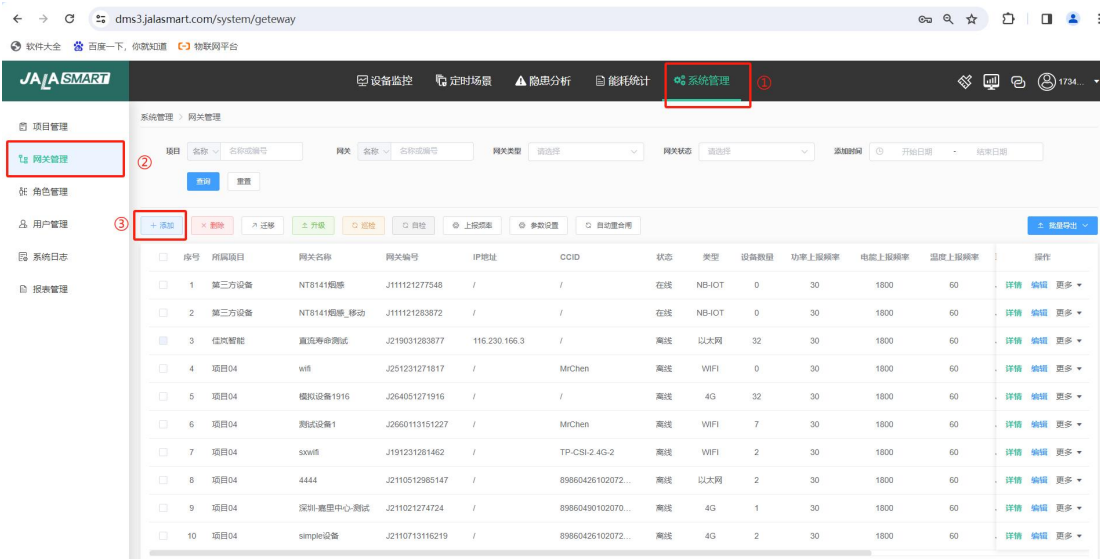 dms3.jalasmart.com/system/geteway
软件大全 百度一下，你就知道 物联网平台
JALA SMART 设备监控 定时场景 隐患分析 能耗统计 系统管理 ① 1734...
项目管理
网关管理 ②
角色管理
用户管理
系统日志
报表管理
系统管理 > 网关管理
项目 名称 名称或编号 网关 名称 名称或编号 网关类型 请选择 网关状态 请选择 添加时间 开始日期 - 结束日期
查询 重置
③ + 添加 × 删除 迁移 升级 巡检 自检 上报频率 参数设置 自动重合闸 批量导出
序号 所属项目 网关名称 网关编号 IP地址 CCID 状态 类型 设备数量 功率上报频率 电能上报频率 温度上报频率 操作
1 第三方设备 NT8141烟感 J111121277548 / / 在线 NB-IOT 0 30 1800 60 详情 编辑 更多
2 第三方设备 NT8141烟感_移动 J111121283872 / / 在线 NB-IOT 0 30 1800 60 详情 编辑 更多
3 佳岚智能 直流寿命测试 J219031283877 116.230.166.3 / 离线 以太网 32 30 1800 60 详情 编辑 更多
4 项目04 wifi J251231271817 / MrChen 离线 WIFI 0 30 1800 60 详情 编辑 更多
5 项目04 模拟设备1916 J264051271916 / / 离线 4G 32 30 1800 60 详情 编辑 更多
6 项目04 测试设备1 J2660113151227 / MrChen 离线 WIFI 7 30 1800 60 详情 编辑 更多
7 项目04 sxwifi J191231281462 / TP-CSI-2.4G-2 离线 WIFI 2 30 1800 60 详情 编辑 更多
8 项目04 4444 J2110512985147 / 89860426102072... 离线 以太网 2 30 1800 60 详情 编辑 更多
9 项目04 深圳-嘉里中心-测试 J211021274724 / 89860490102070... 离线 4G 1 30 1800 60 详情 编辑 更多
10 项目04 simple设备 J2110713116219 / 89860426102072... 离线 4G 2 30 1800 60 详情 编辑 更多